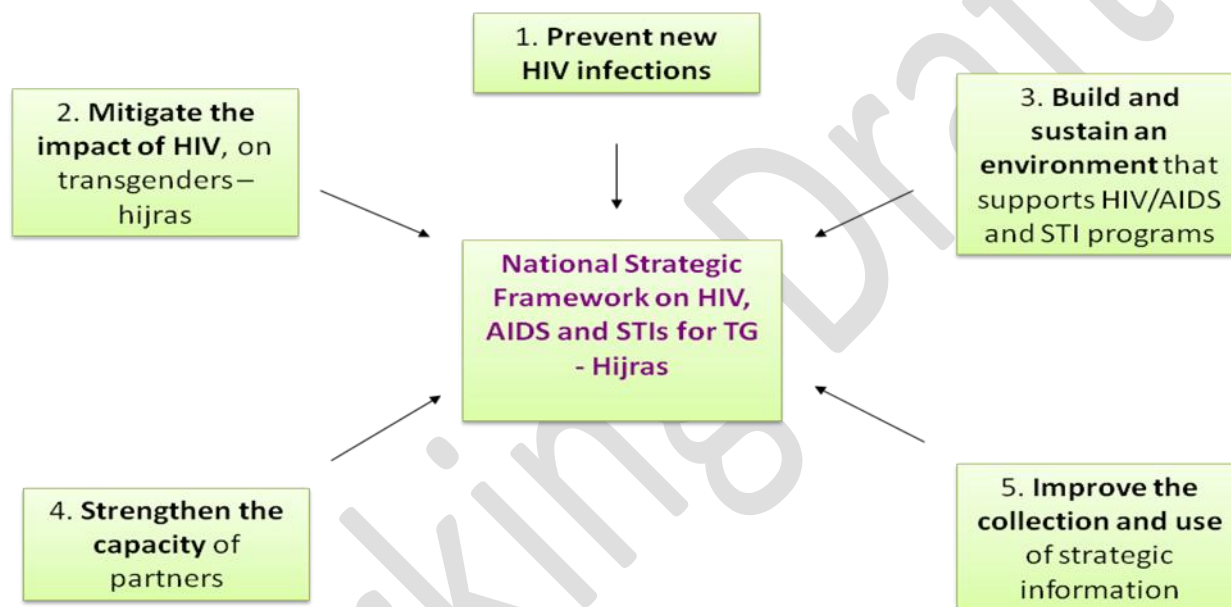 1. Prevent new
HIV infections
2. Mitigate the
impact of HIV, on
transgenders–
hijras
3. Build and
sustain an
environment that
supports HIV/AIDS
and STI programs
National Strategic
Framework on HIV,
AIDS and STIs for TG
- Hijras
4. Strengthen the
capacity of
partners
5. Improve the
collection and use
of strategic
information
king Draft